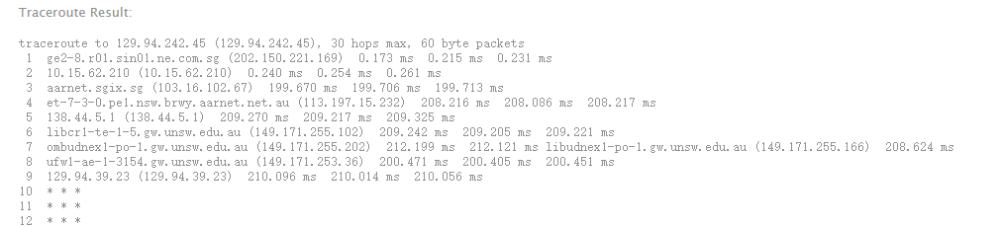 Traceroute Result:
traceroute to 129.94.242.45 (129.94.242.45), 30 hops max, 60 byte packets
1 ge2-8.r01.sin01.ne.com.sg (202.150.221.169) 0.173 ms 0.215 ms 0.231 ms
2 10.15.62.210 (10.15.62.210) 0.240 ms 0.254 ms 0.261 ms
3 aarnet.sgix.sg (103.16.102.67) 199.670 ms 199.706 ms 199.713 ms
4 et-7-3-0.pe1.nsw.brwy.aarnet.net.au (113.197.15.232) 208.216 ms 208.086 ms 208.217 ms
5 138.44.5.1 (138.44.5.1) 209.270 ms 209.217 ms 209.325 ms
6 libcr1-te-1-5.gw.unsw.edu.au (149.171.255.102) 209.242 ms 209.205 ms 209.221 ms
7 ombudnex1-po-1.gw.unsw.edu.au (149.171.255.202) 212.199 ms 212.121 ms libudnex1-po-1.gw.unsw.edu.au (149.171.255.166) 208.624 ms
8 ufw1-ae-1-3154.gw.unsw.edu.au (149.171.253.36) 200.471 ms 200.405 ms 200.451 ms
9 129.94.39.23 (129.94.39.23) 210.096 ms 210.014 ms 210.056 ms
10 * * *
11 * * *
12 * * *